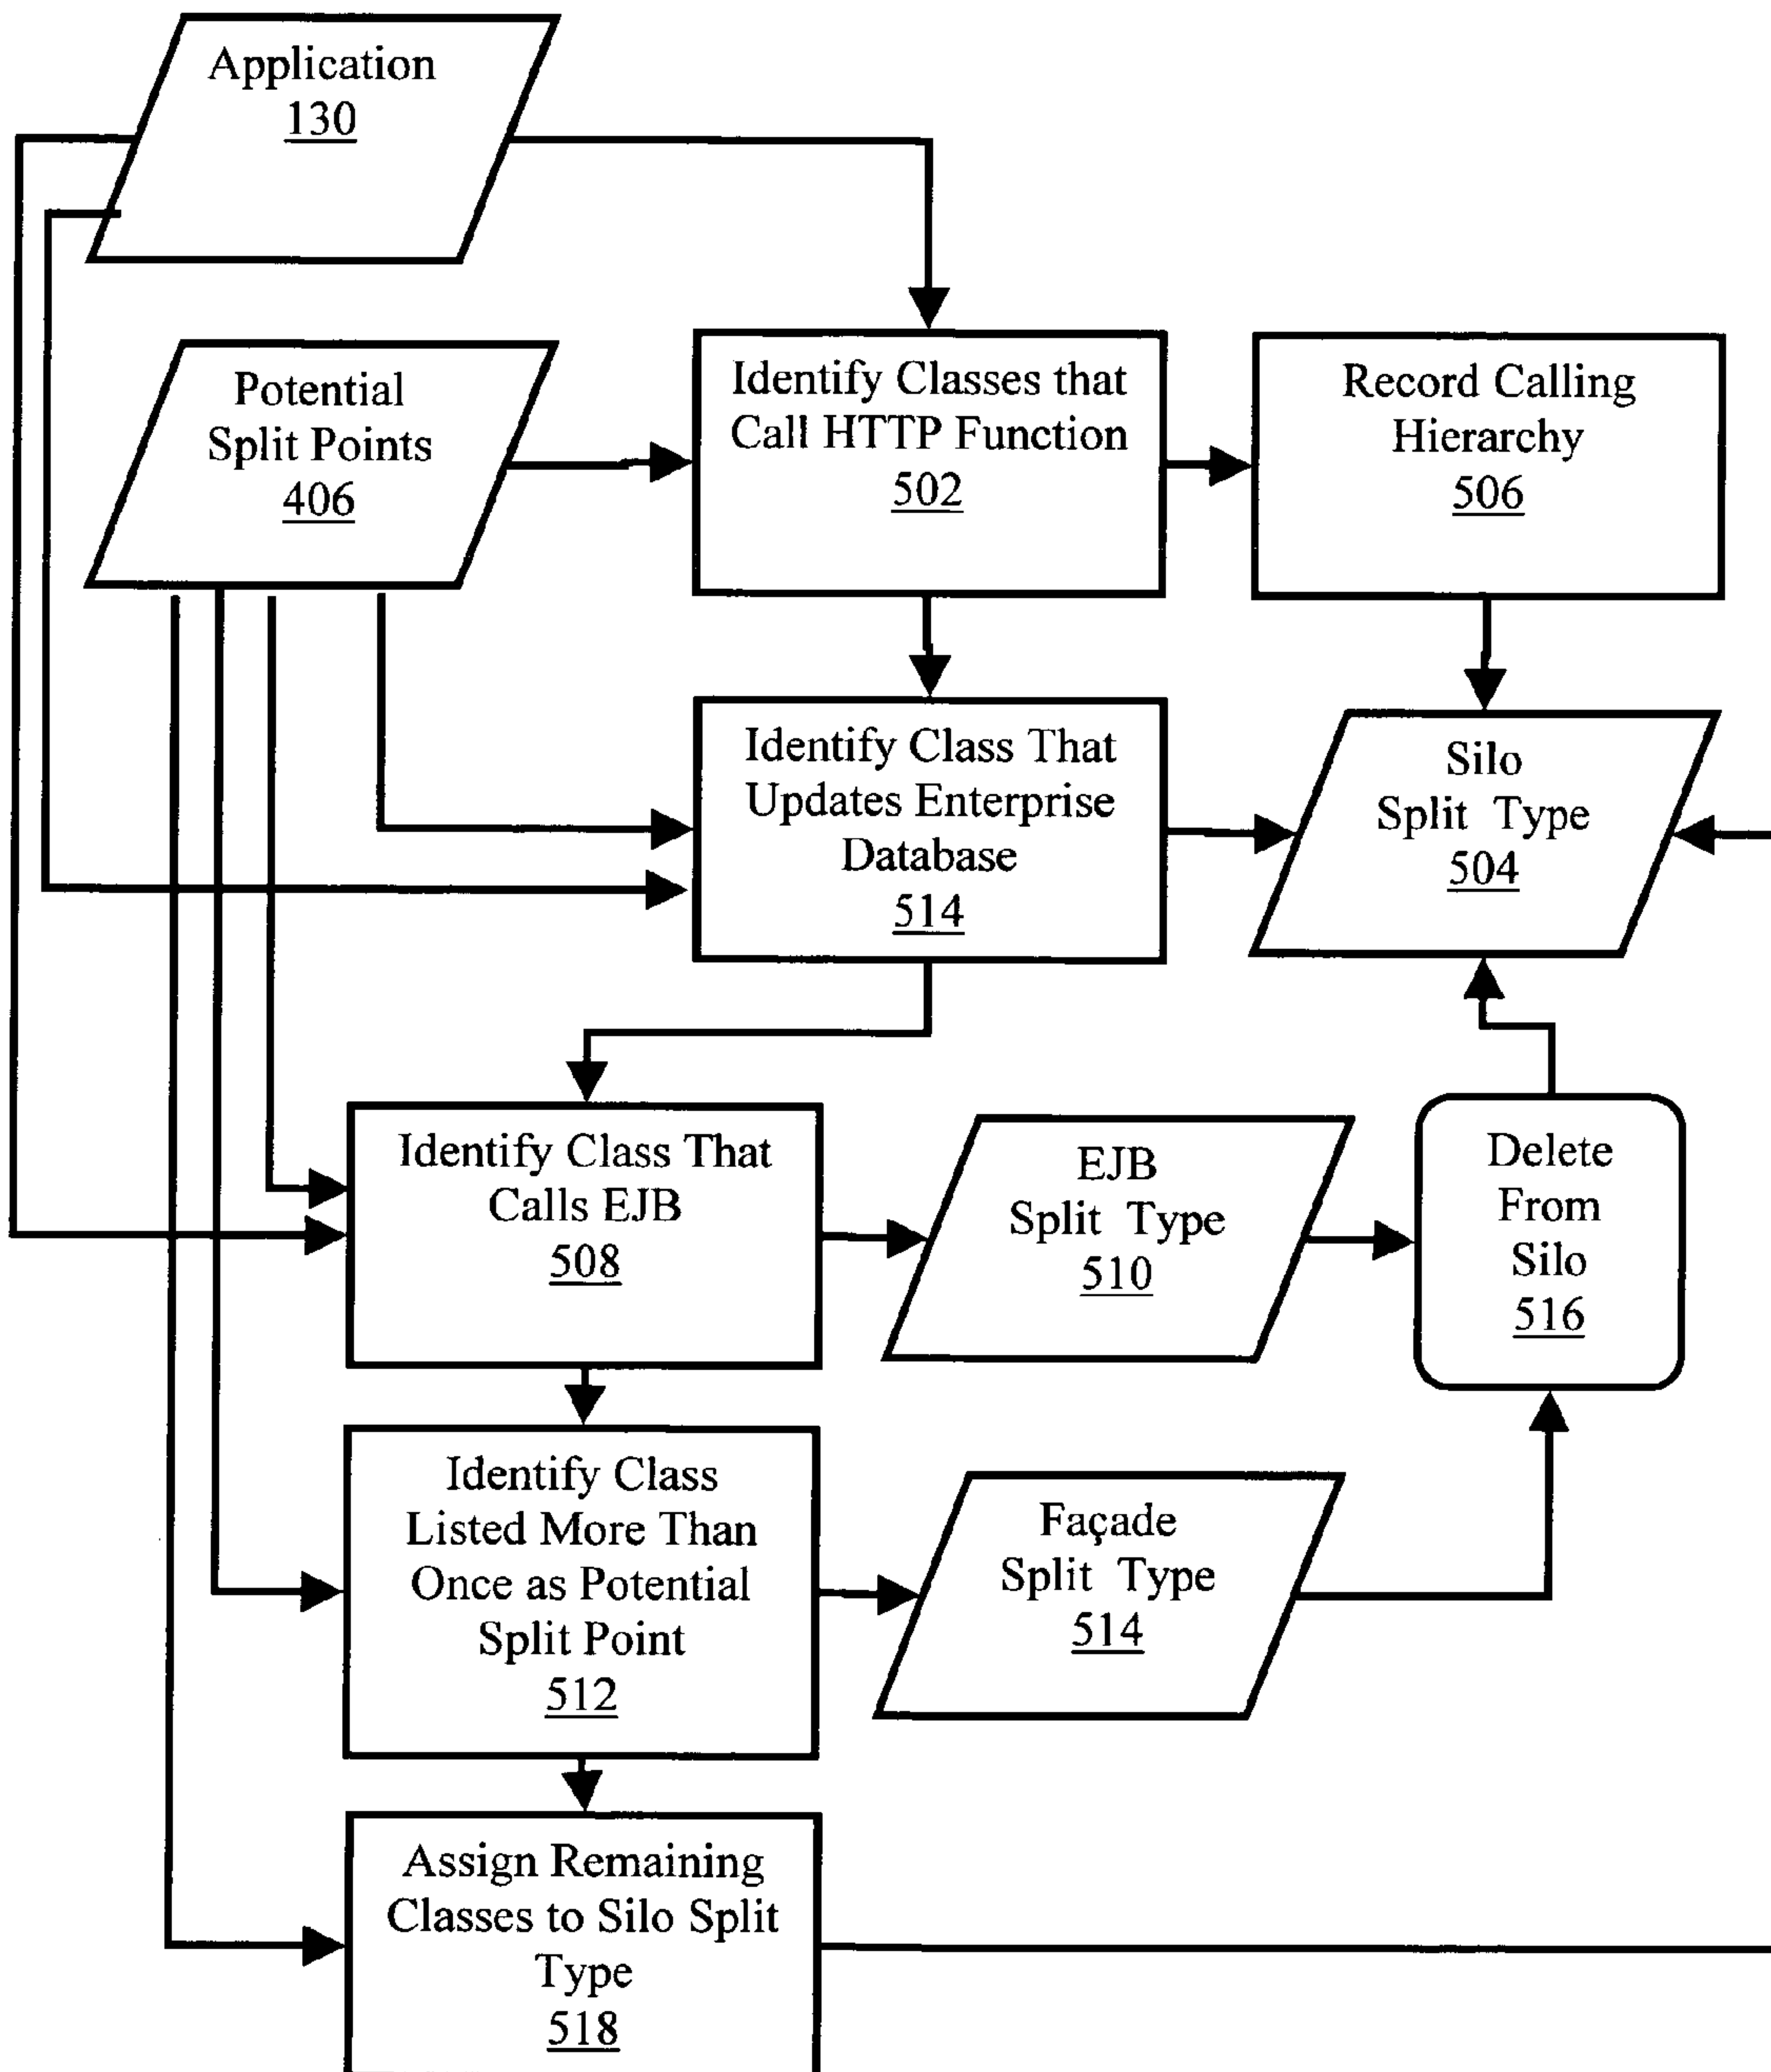 Application
130
Potential
Split Points
406
Identify Classes that
Call HTTP Function
502
Record Calling
Hierarchy
506
Identify Class That
Updates Enterprise
Database
514
Silo
Split Type
504
Identify Class That
Calls EJB
508
EJB
Split Type
510
Delete
From
Silo
516
Identify Class
Listed More Than
Once as Potential
Split Point
512
Façade
Split Type
514
Assign Remaining
Classes to Silo Split
Type
518